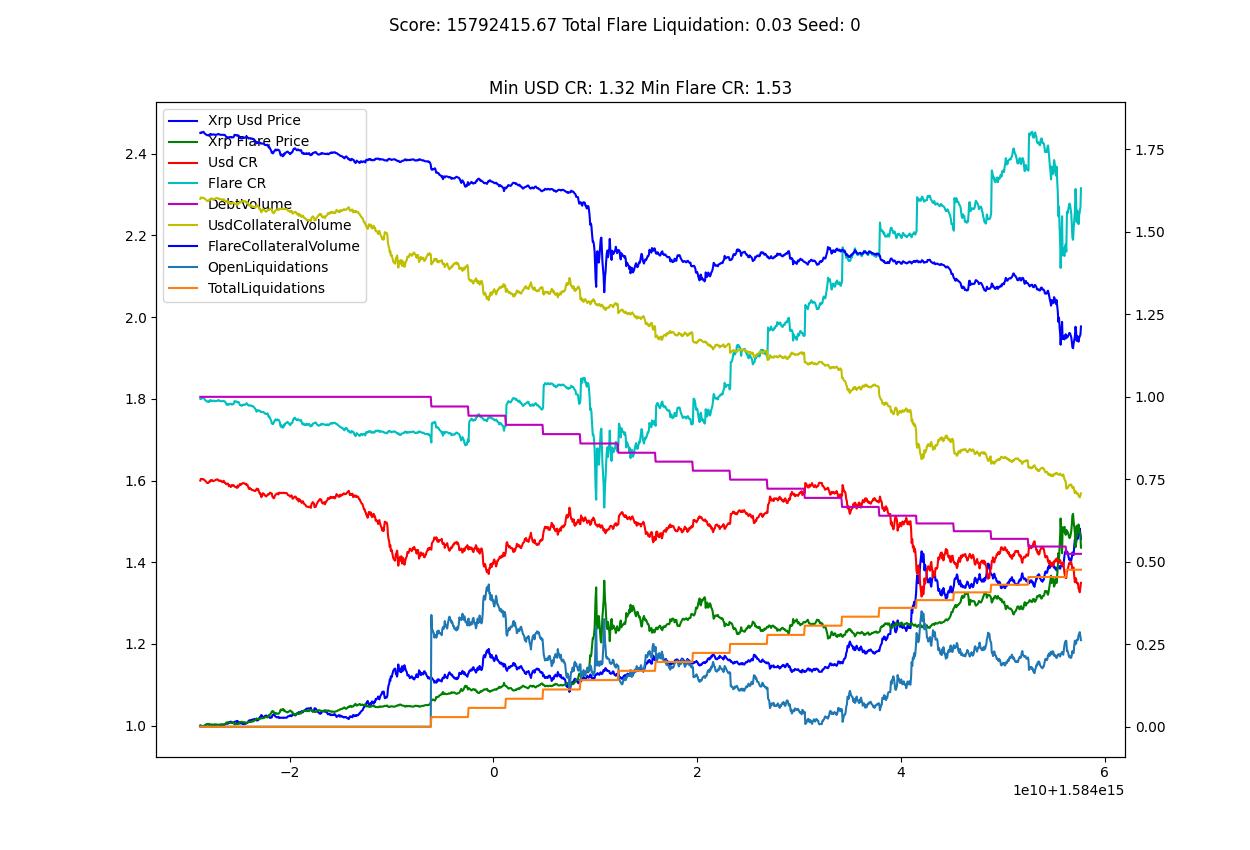 Score: 15792415.67 Total Flare Liquidation: 0.03 Seed: 0
Min USD CR: 1.32 Min Flare CR: 1.53
Xrp Usd Price
Xrp Flare Price
Usd CR
Flare CR
DebtVolume
UsdCollateralVolume
FlareCollateralVolume
OpenLiquidations
TotalLiquidations
2.4
2.2
2.0
1.8
1.6
1.4
1.2
1.0
1.75
1.50
1.25
1.00
0.75
0.50
0.25
0.00
−2 0 2 4 6
1e10+1.584e15